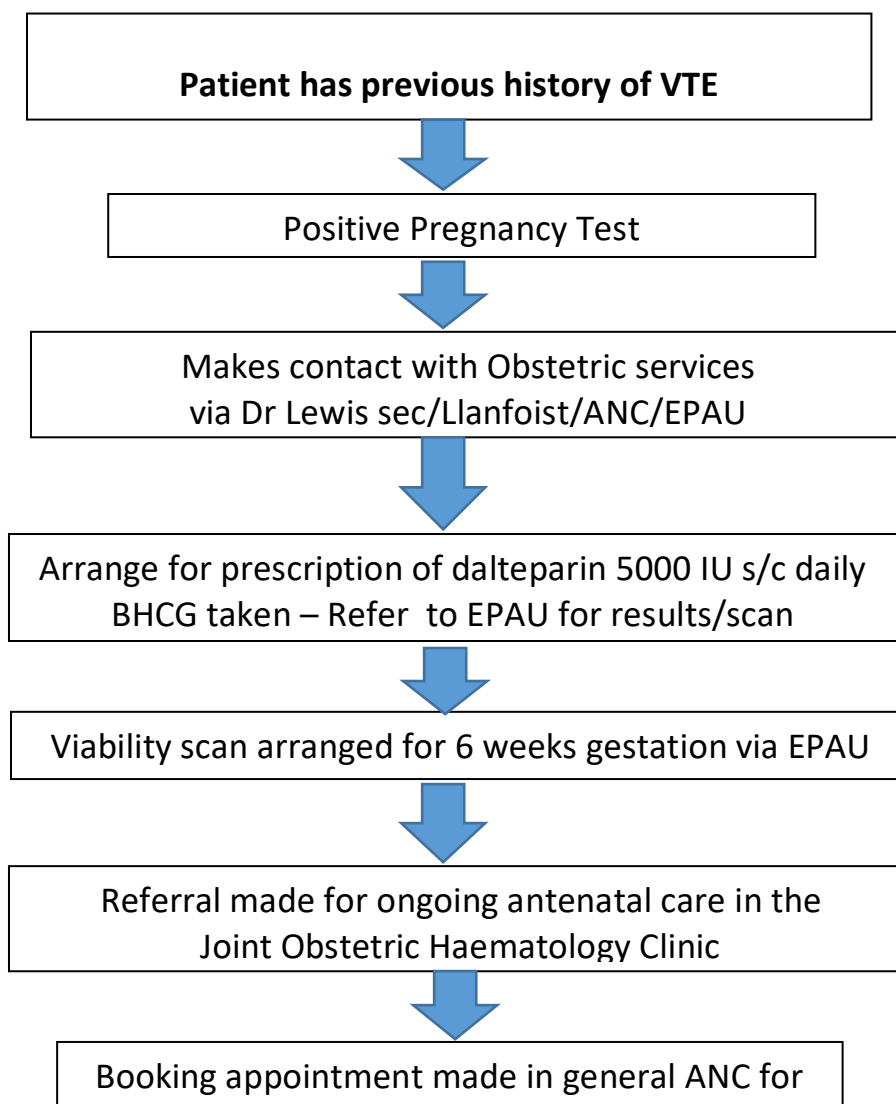 Patient has previous history of VTE
Positive Pregnancy Test
Makes contact with Obstetric services
via Dr Lewis sec/Llanfoist/ANC/EPAU
Arrange for prescription of dalteparin 5000 IU s/c daily
BHCG taken – Refer to EPAU for results/scan
Viability scan arranged for 6 weeks gestation via EPAU
Referral made for ongoing antenatal care in the
Joint Obstetric Haematology Clinic
Booking appointment made in general ANC for